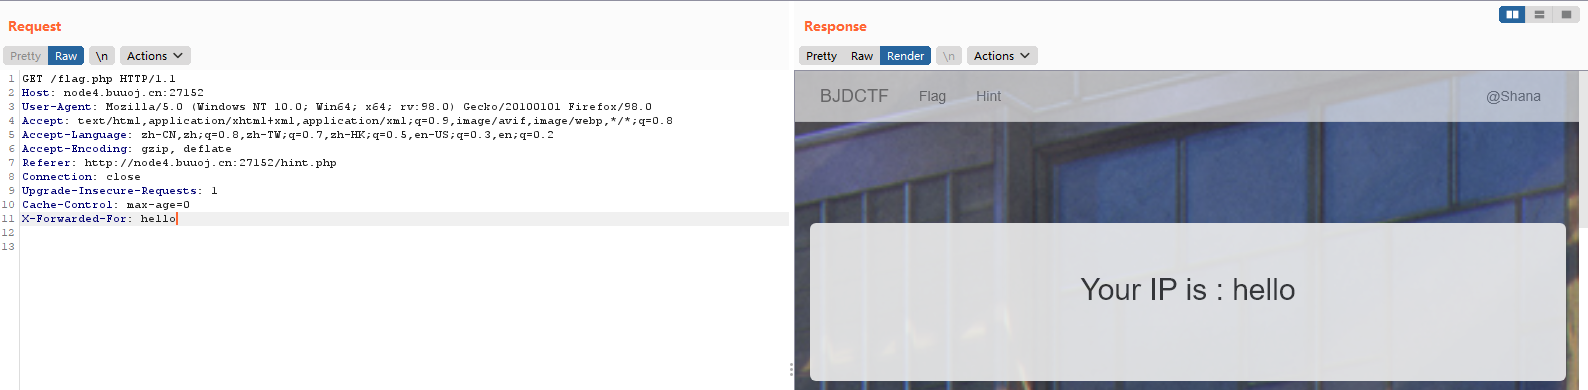 Request
Pretty Raw \n Actions
1 GET /flag.php HTTP/1.1
2 Host: node4.buuoj.cn:27152
3 User-Agent: Mozilla/5.0 (Windows NT 10.0; Win64; x64; rv:98.0) Gecko/20100101 Firefox/98.0
4 Accept: text/html,application/xhtml+xml,application/xml;q=0.9,image/avif,image/webp,*/*;q=0.8
5 Accept-Language: zh-CN,zh;q=0.8,zh-TW;q=0.7,zh-HK;q=0.5,en-US;q=0.3,en;q=0.2
6 Accept-Encoding: gzip, deflate
7 Referer: http://node4.buuoj.cn:27152/hint.php
8 Connection: close
9 Upgrade-Insecure-Requests: 1
10 Cache-Control: max-age=0
11 X-Forwarded-For: hello
12
13
Response
Pretty Raw Render \n Actions
BJDCTF Flag Hint @Shana
Your IP is : hello